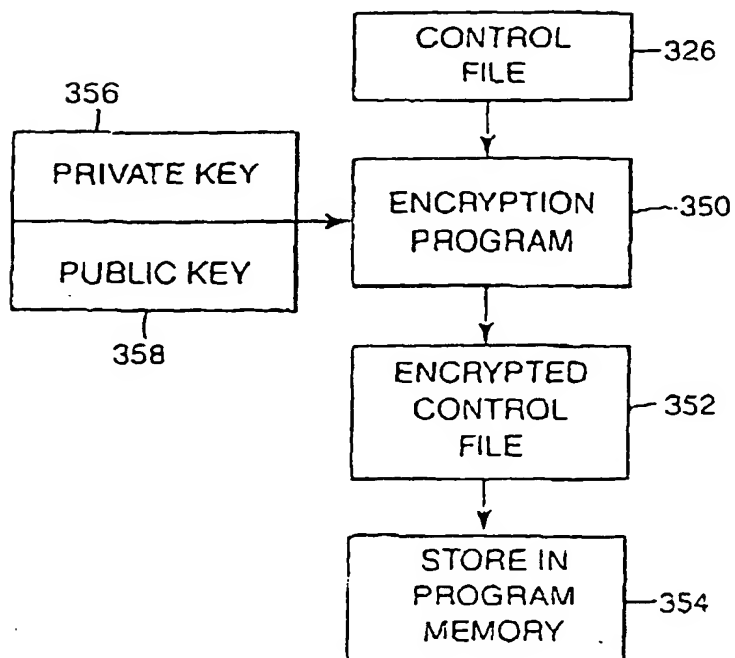 CONTROL
FILE
326
356
PRIVATE KEY
ENCRYPTION
PROGRAM
350
PUBLIC KEY
358
ENCRYPTED
CONTROL
FILE
352
STORE IN
PROGRAM
MEMORY
354